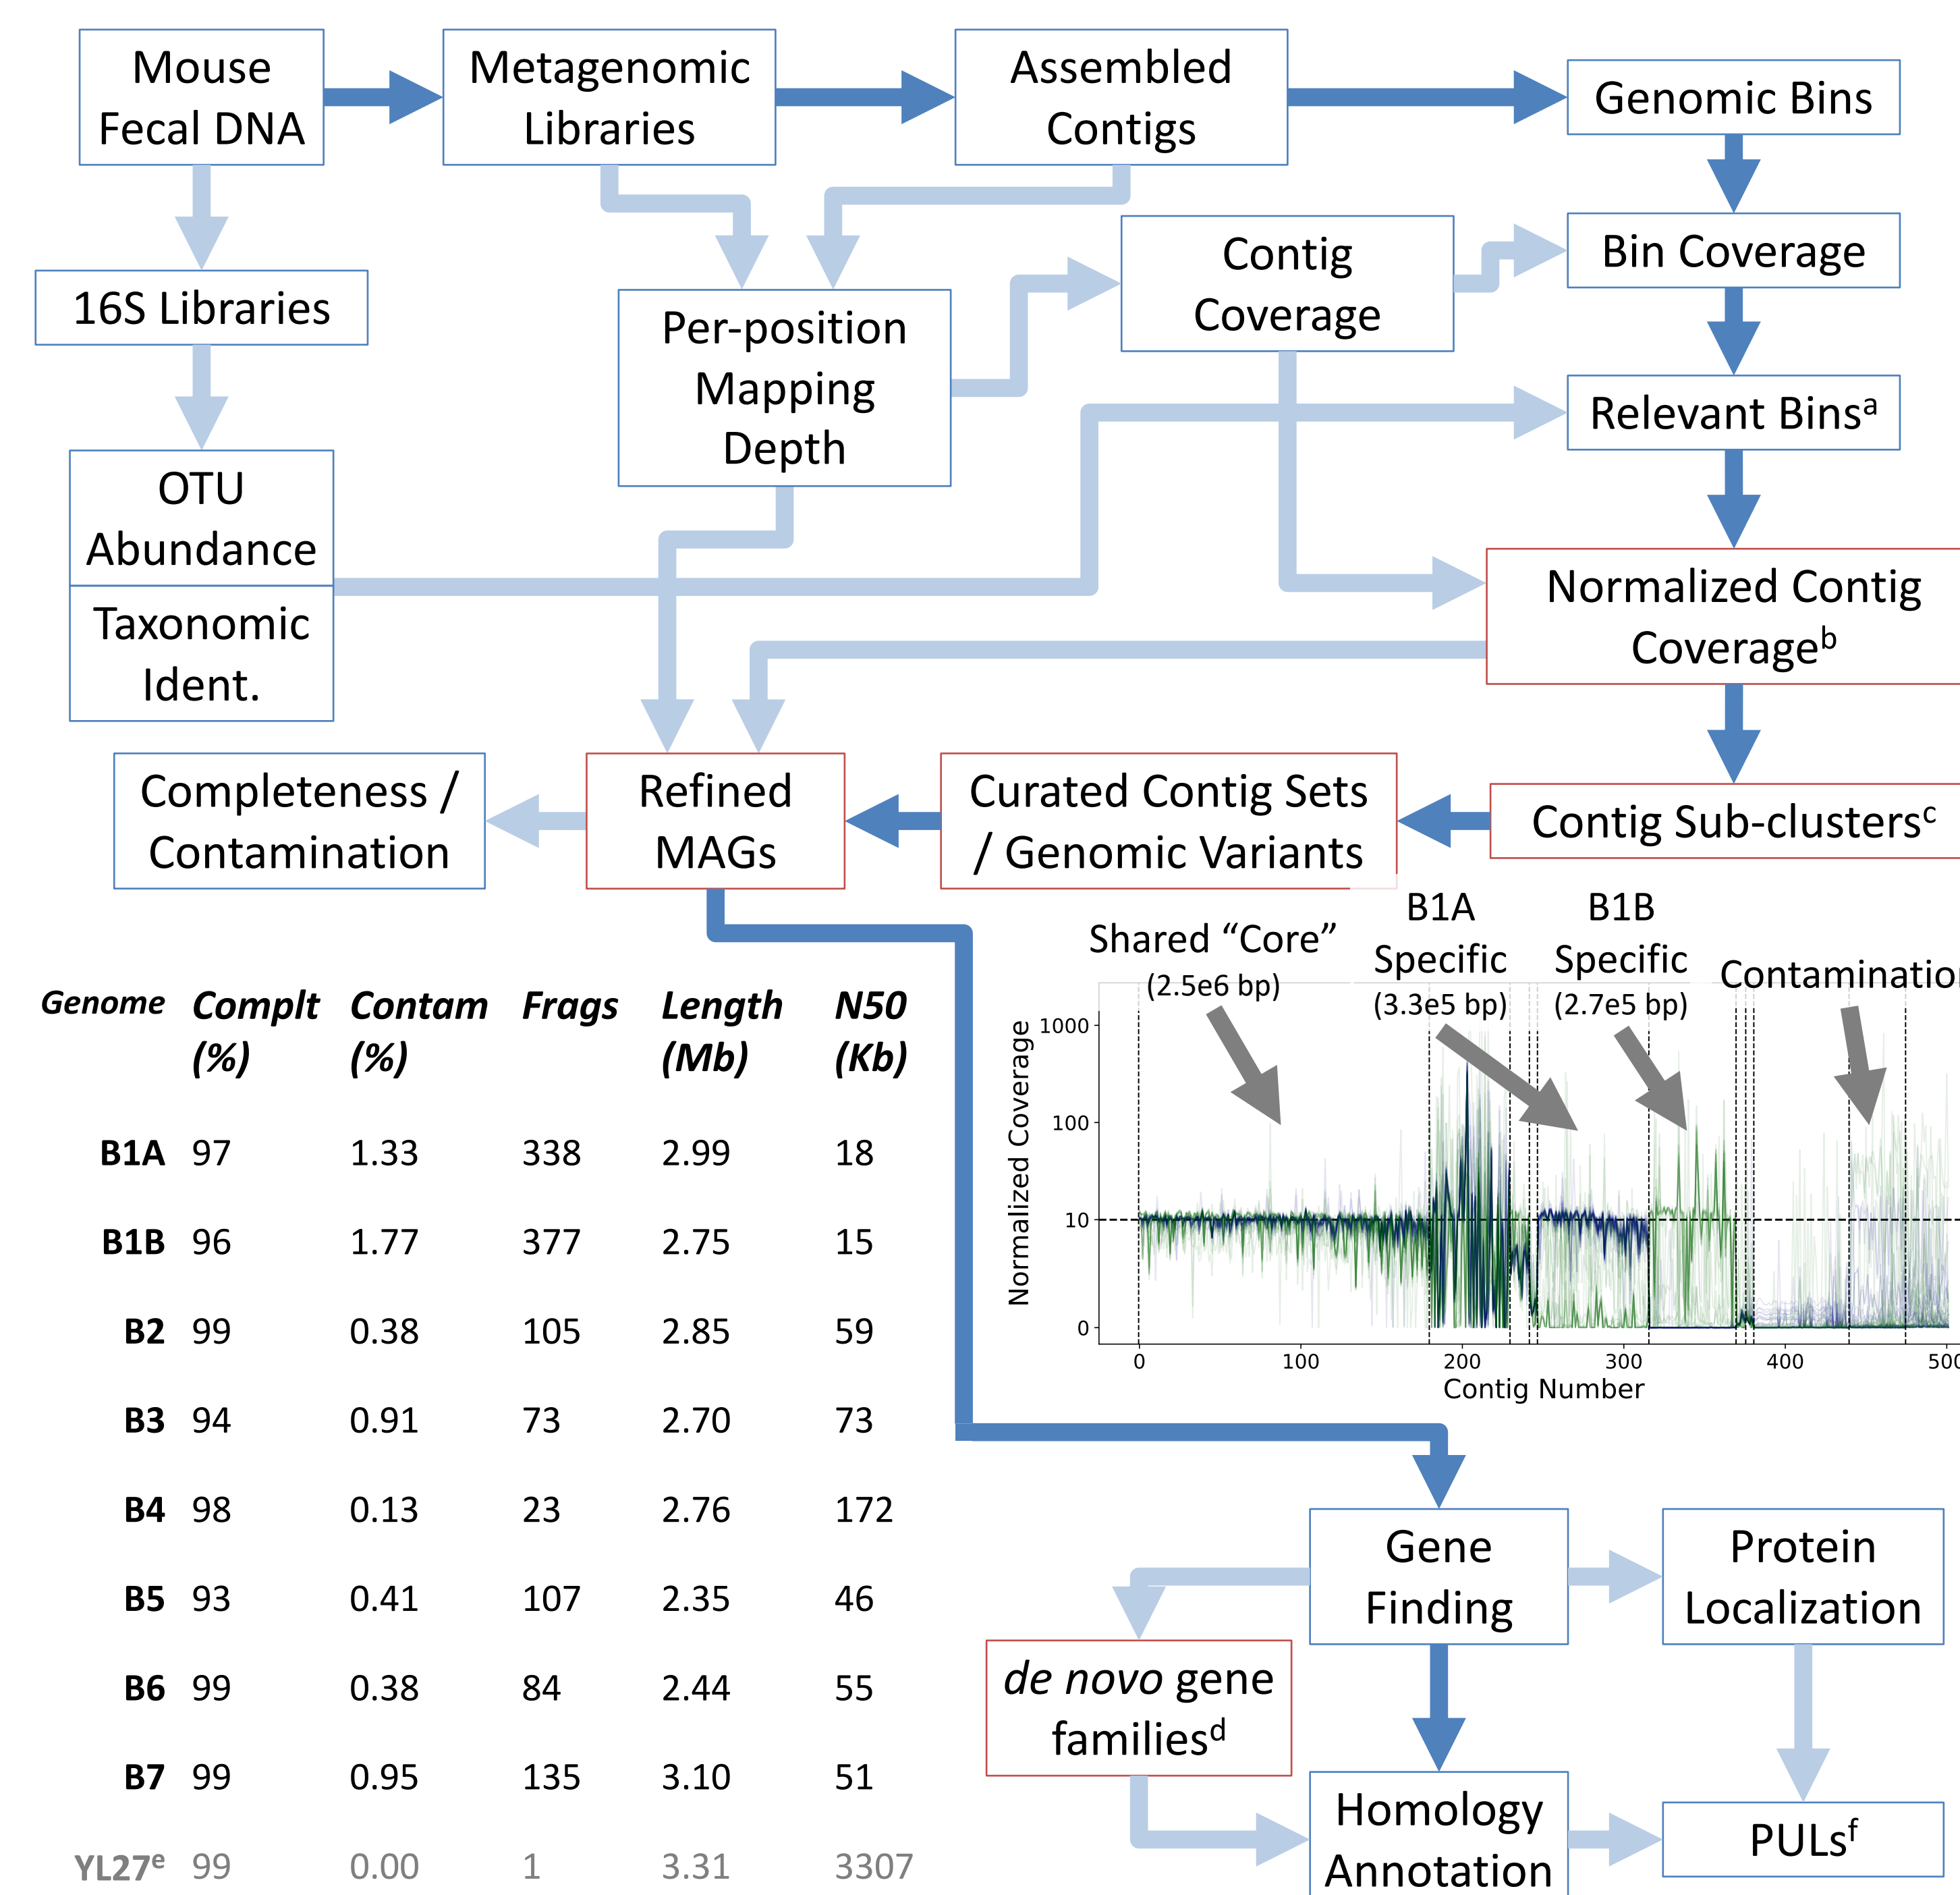 Mouse
Fecal DNA
Metagenomic
Libraries
Assembled
Contigs
Genomic Bins
16S Libraries
Per-position
Mapping
Depth
Contig
Coverage
Bin Coverage
Relevant Binsᵃ
OTU
Abundance
Taxonomic
Ident.
Normalized Contig
Coverageᵇ
Completeness /
Contamination
Refined
MAGs
Curated Contig Sets
/ Genomic Variants
Contig Sub-clustersᶜ
Genome Complt (%) Contam (%) Frags Length (Mb) N50 (Kb)
B1A 97 1.33 338 2.99 18
B1B 96 1.77 377 2.75 15
B2 99 0.38 105 2.85 59
B3 94 0.91 73 2.70 73
B4 98 0.13 23 2.76 172
B5 93 0.41 107 2.35 46
B6 99 0.38 84 2.44 55
B7 99 0.95 135 3.10 51
YL27ᵉ 99 0.00 1 3.31 3307
Shared “Core”
(2.5e6 bp)
B1A
Specific
(3.3e5 bp)
B1B
Specific
(2.7e5 bp)
Contamination
Normalized Coverage
1000
100
10
0
0 100 200 300 400 500
Contig Number
Gene
Finding
Protein
Localization
de novo gene
familiesᵈ
Homology
Annotation
PULsᶠ